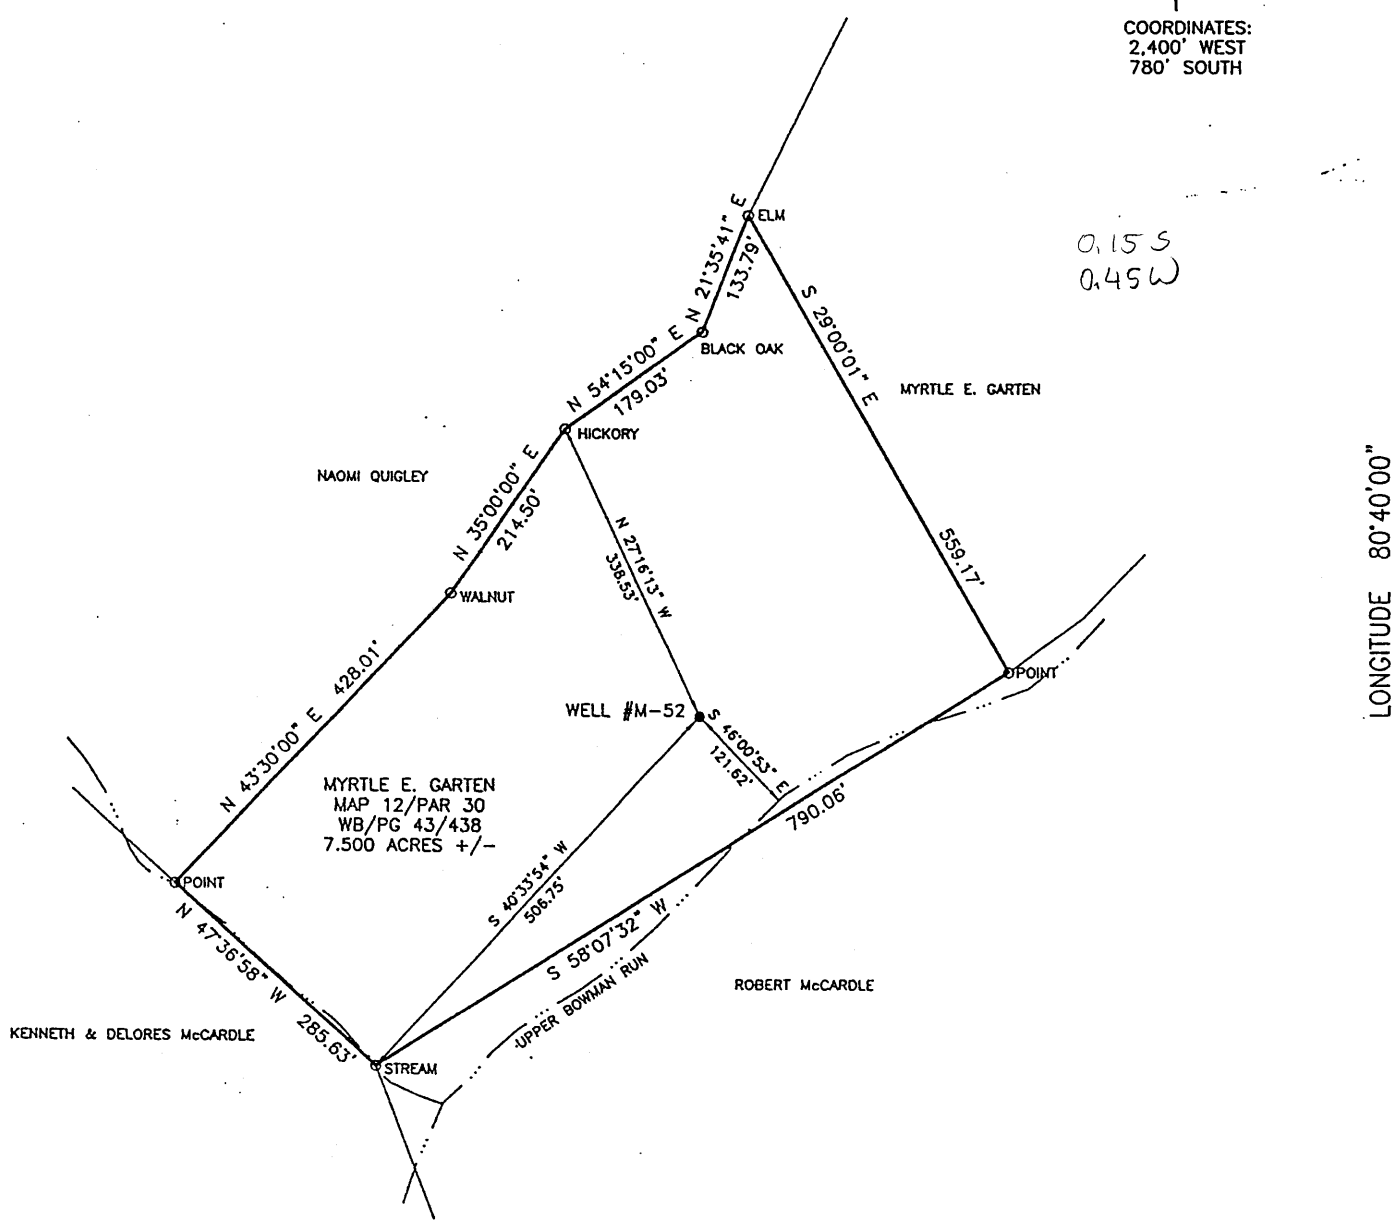 COORDINATES:
2,400' WEST
780' SOUTH
ELM
N 21°35'41" E
133.79'
0.15 S
0.45 W
S 29°00'01" E
559.17'
BLACK OAK
N 54°15'00" E
179.03'
MYRTLE E. GARTEN
HICKORY
NAOMI QUIGLEY
N 35°00'00" E
214.50'
LONGITUDE 80°40'00"
N 27°16'13" W
338.53'
WALNUT
POINT
N 43°30'00" E 428.01'
WELL #M-52
S 46°00'53" E
121.62'
MYRTLE E. GARTEN
MAP 12/PAR 30
WB/PG 43/438
7.500 ACRES +/-
790.06'
S 58°07'32" W
S 40°33'54" W
506.75'
POINT
N 47°36'58" W 285.63'
UPPER BOWMAN RUN
ROBERT McCARDLE
KENNETH & DELORES McCARDLE
STREAM